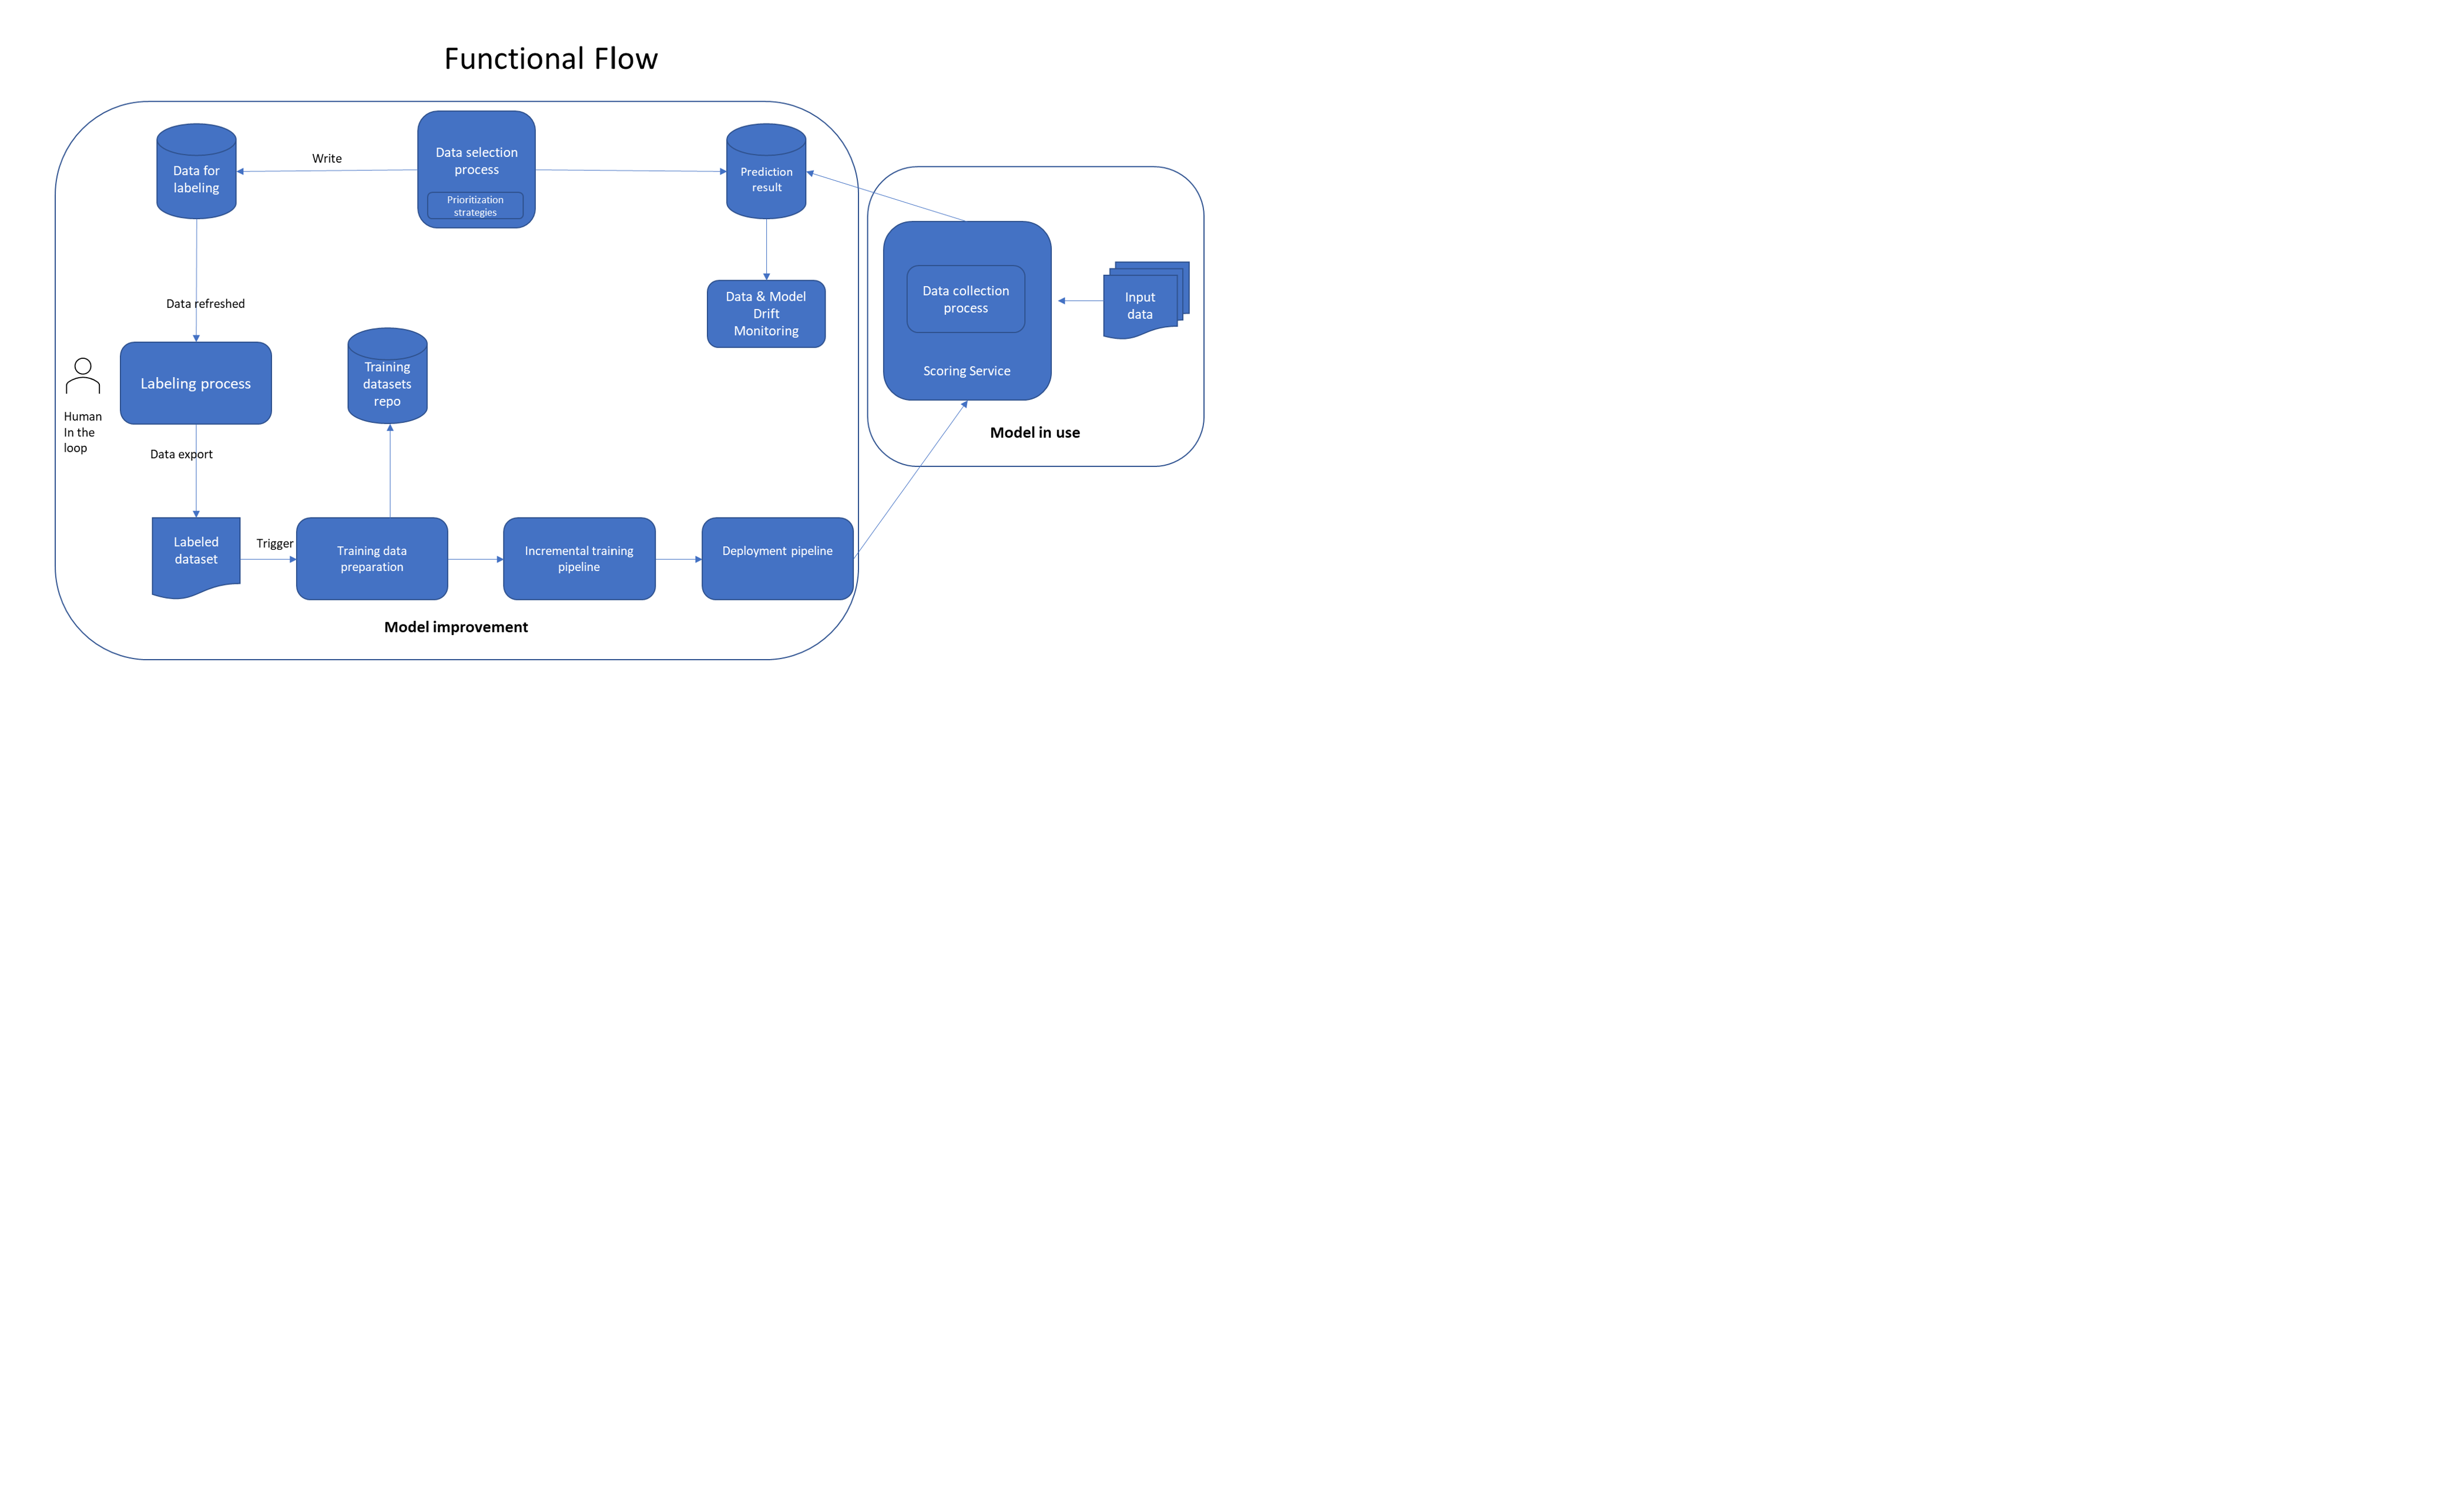 Functional Flow
Data for
labeling
Write
Data selection
process
Prioritization
strategies
Prediction
result
Data & Model
Drift
Monitoring
Data refreshed
Labeling process
Human
In the
loop
Training
datasets
repo
Data export
Labeled
dataset
Trigger
Training data
preparation
Incremental training
pipeline
Deployment pipeline
Model improvement
Data collection
process
Scoring Service
Input
data
Model in use